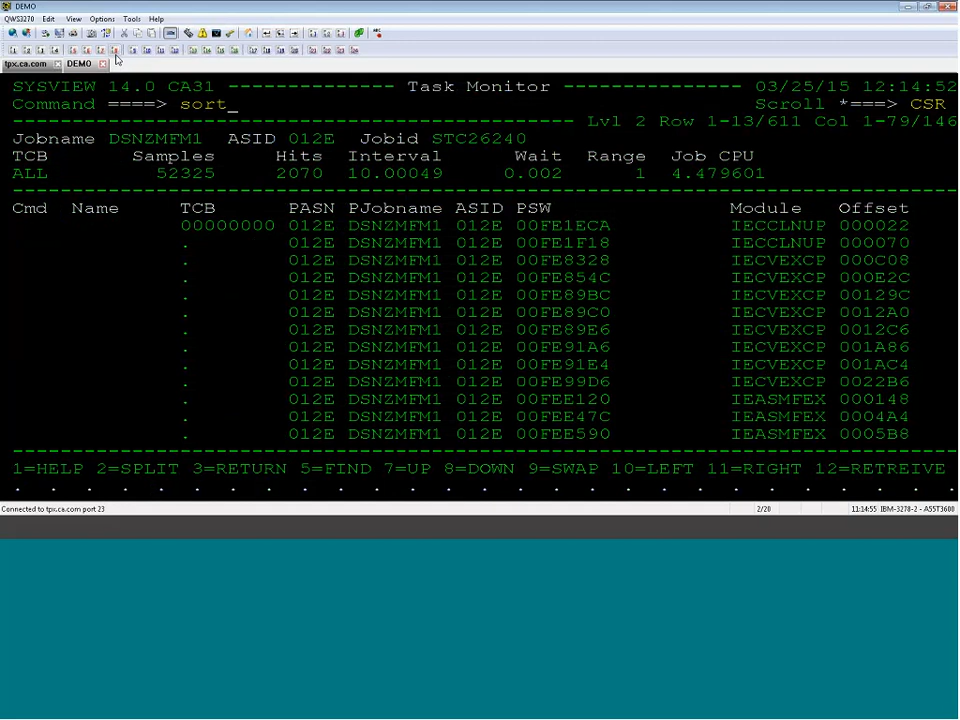 DEMO
QWS3270 Edit View Options Tools Help
tpx.ca.com DEMO
SYSVIEW 14.0 CA31 -------------- Task Monitor --------------- 03/25/15 12:14:52
Command ====> sort_ Scroll *===> CSR
------------------------------------------------ Lvl 2 Row 1-13/611 Col 1-79/146
Jobname DSNZMFM1 ASID 012E Jobid STC26240
TCB Samples Hits Interval Wait Range Job CPU
ALL 52325 2070 10.00049 0.002 1 4.479601
--------------------------------------------------------------------------------
Cmd Name TCB PASN PJobname ASID PSW Module Offset
00000000 012E DSNZMFM1 012E 00FE1ECA IECCLNUP 000022
. 012E DSNZMFM1 012E 00FE1F18 IECCLNUP 000070
. 012E DSNZMFM1 012E 00FE8328 IECVEXCP 000C08
. 012E DSNZMFM1 012E 00FE854C IECVEXCP 000E2C
. 012E DSNZMFM1 012E 00FE89BC IECVEXCP 00129C
. 012E DSNZMFM1 012E 00FE89C0 IECVEXCP 0012A0
. 012E DSNZMFM1 012E 00FE89E6 IECVEXCP 0012C6
. 012E DSNZMFM1 012E 00FE91A6 IECVEXCP 001A86
. 012E DSNZMFM1 012E 00FE91E4 IECVEXCP 001AC4
. 012E DSNZMFM1 012E 00FE99D6 IECVEXCP 0022B6
. 012E DSNZMFM1 012E 00FEE120 IEASMFEX 000148
. 012E DSNZMFM1 012E 00FEE47C IEASMFEX 0004A4
. 012E DSNZMFM1 012E 00FEE590 IEASMFEX 0005B8
--------------------------------------------------------------------------------
1=HELP 2=SPLIT 3=RETURN 5=FIND 7=UP 8=DOWN 9=SWAP 10=LEFT 11=RIGHT 12=RETREIVE
Connected to tpx.ca.com port 23 2/20 11:14:55 IBM-3278-2 - A55T3600